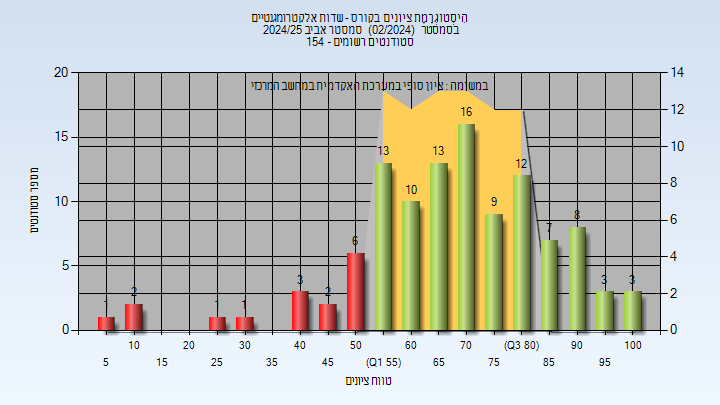 הִיסְטוֹגְרָמַת ציונים בקורס - שדות אלקטרומגנטיים
בסמסטר (02/2024) סמסטר אביב 2024/25
סטודנטים רשומים - 154
במשימה : ציון סופי במערכת האקדמית במחשב המרכזי
20 14
12
15 10
8
10
6
5 4
2
0 0
מספר סטודנטים
1 2 1 1 3 2 6 13 10 13 16 9 12 7 8 3 3
10 20 30 40 50 60 70 (Q3 80) 90 100
5 15 25 35 45 (Q1 55) 65 75 85 95
טווח ציונים